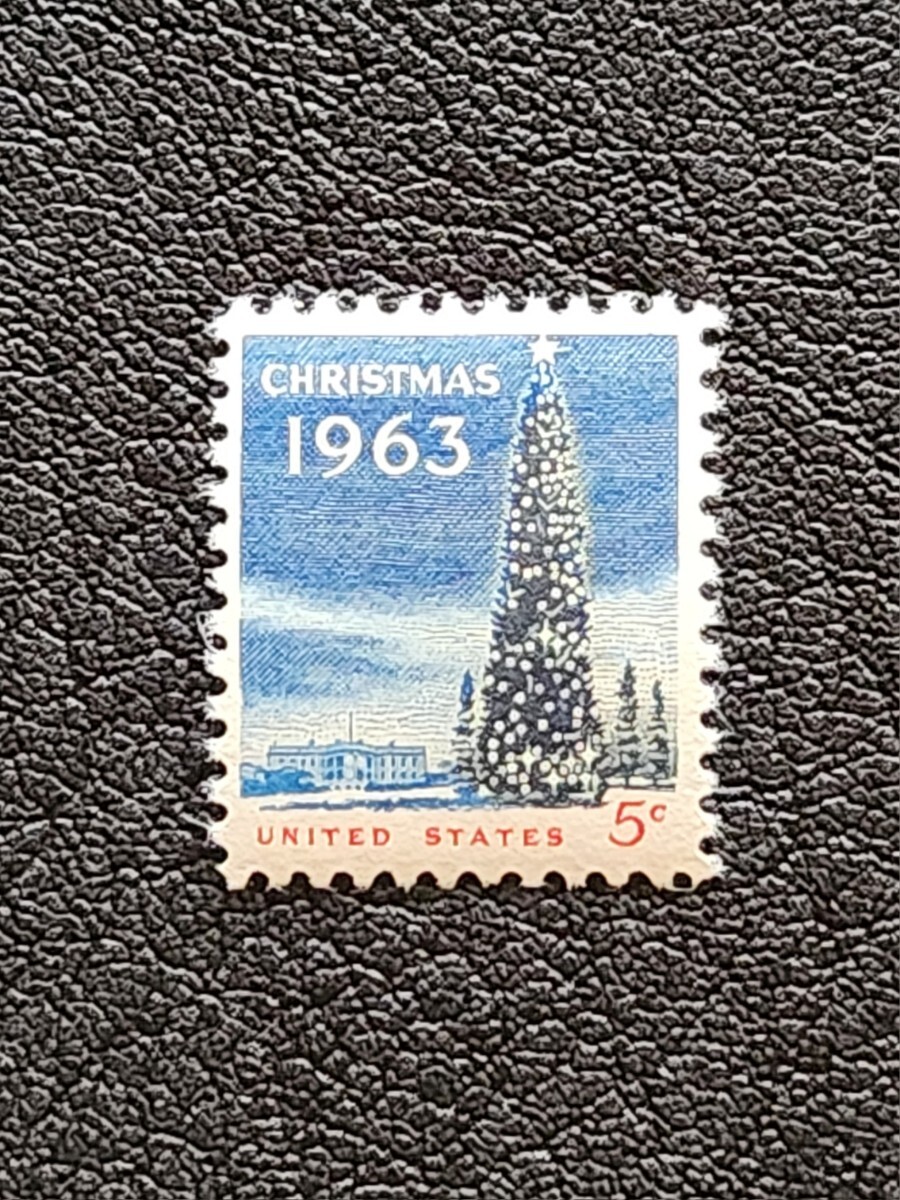 CHRISTMAS
1963
UNITED STATES 5c